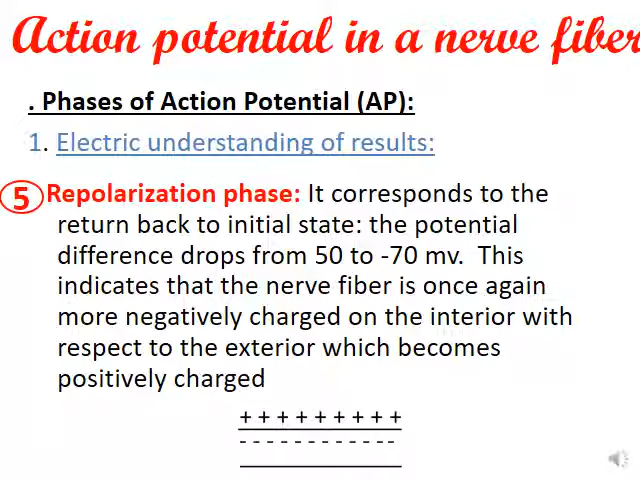 Action potential in a nerve fiber
. Phases of Action Potential (AP):
1. Electric understanding of results:
5 Repolarization phase: It corresponds to the
return back to initial state: the potential
difference drops from 50 to -70 mv. This
indicates that the nerve fiber is once again
more negatively charged on the interior with
respect to the exterior which becomes
positively charged
+ + + + + + + + +
- - - - - - - - - - - -